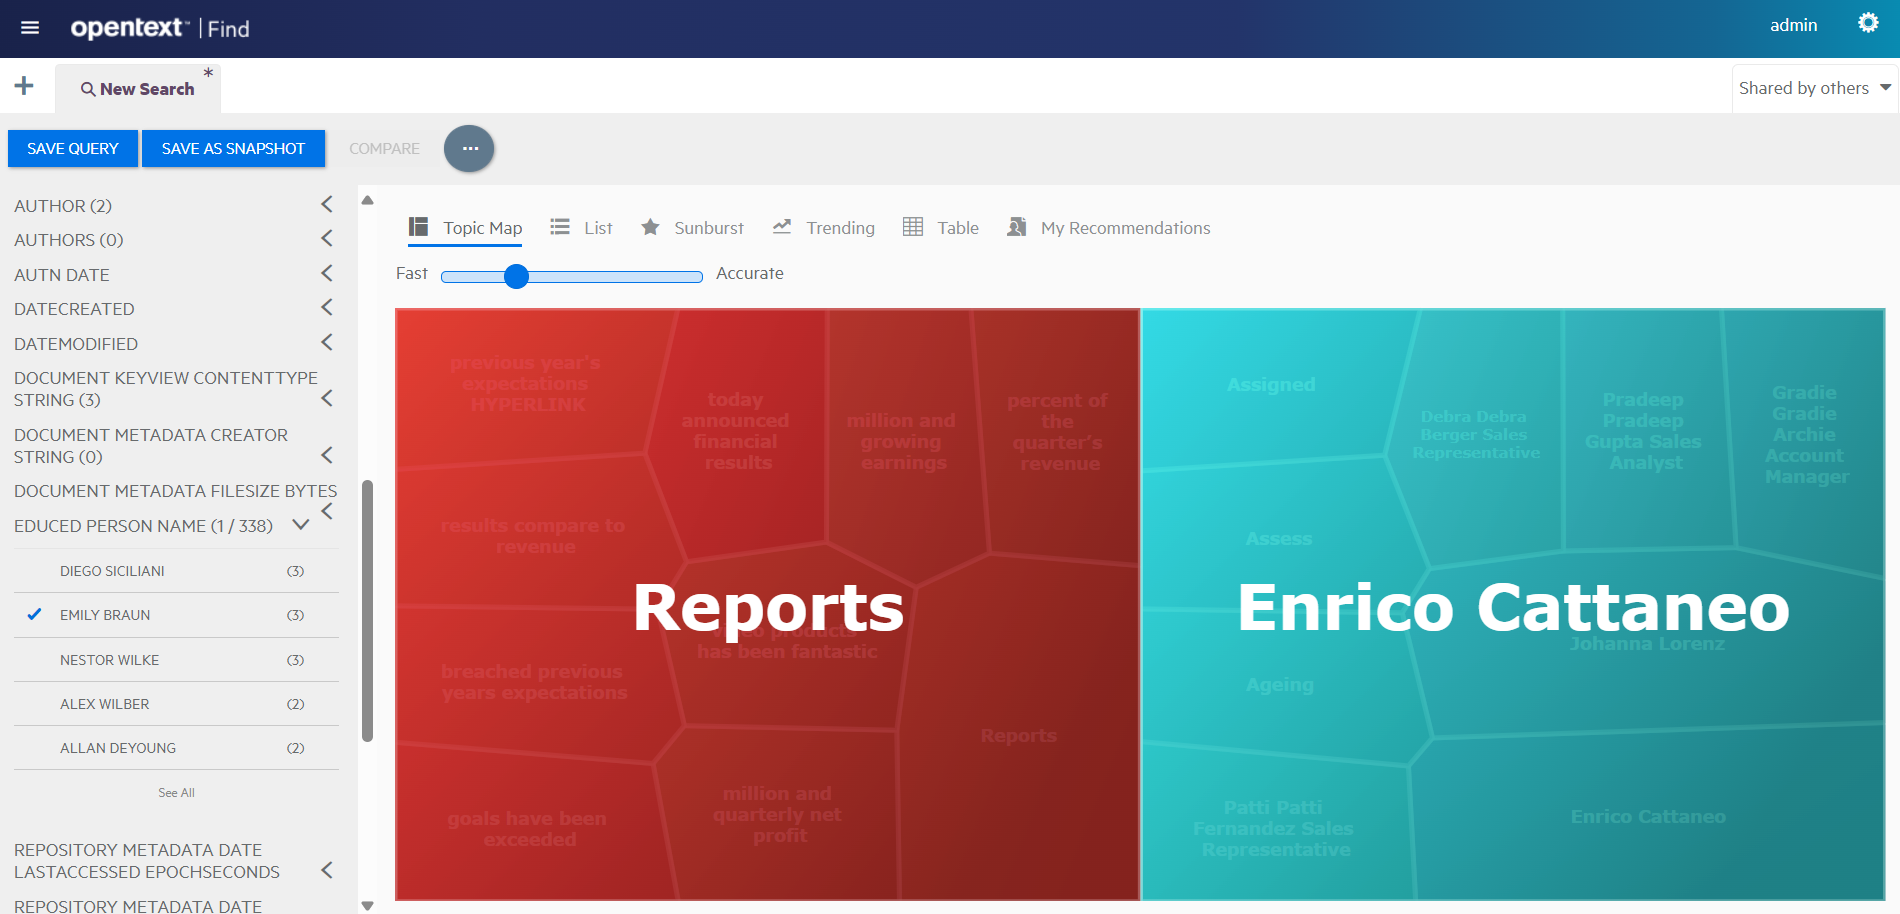 opentext™ | Find
admin
New Search *
Shared by others
SAVE QUERY
SAVE AS SNAPSHOT
COMPARE
...
AUTHOR (2)
AUTHORS (0)
AUTN DATE
DATECREATED
DATEMODIFIED
DOCUMENT KEYVIEW CONTENTTYPE
STRING (3)
DOCUMENT METADATA CREATOR
STRING (0)
DOCUMENT METADATA FILESIZE BYTES
EDUCED PERSON NAME (1 / 338)
DIEGO SICILIANI (3)
EMILY BRAUN (3)
NESTOR WILKE (3)
ALEX WILBER (2)
ALLAN DEYOUNG (2)
See All
REPOSITORY METADATA DATE
LASTACCESSED EPOCHSECONDS
REPOSITORY METADATA DATE
Topic Map
List
Sunburst
Trending
Table
My Recommendations
Fast
Accurate
previous year's
expectations
HYPERLINK
today
announced
financial
results
million and
growing
earnings
percent of
the
quarter's
revenue
results compare to
revenue
Reports
video products
has been fantastic
breached previous
years expectations
Reports
goals have been
exceeded
million and
quarterly net
profit
Assigned
Debra Debra
Berger Sales
Representative
Pradeep
Pradeep
Gupta Sales
Analyst
Gradie
Gradie
Archie
Account
Manager
Assess
Enrico Cattaneo
Johanna Lorenz
Ageing
Patti Patti
Fernandez Sales
Representative
Enrico Cattaneo